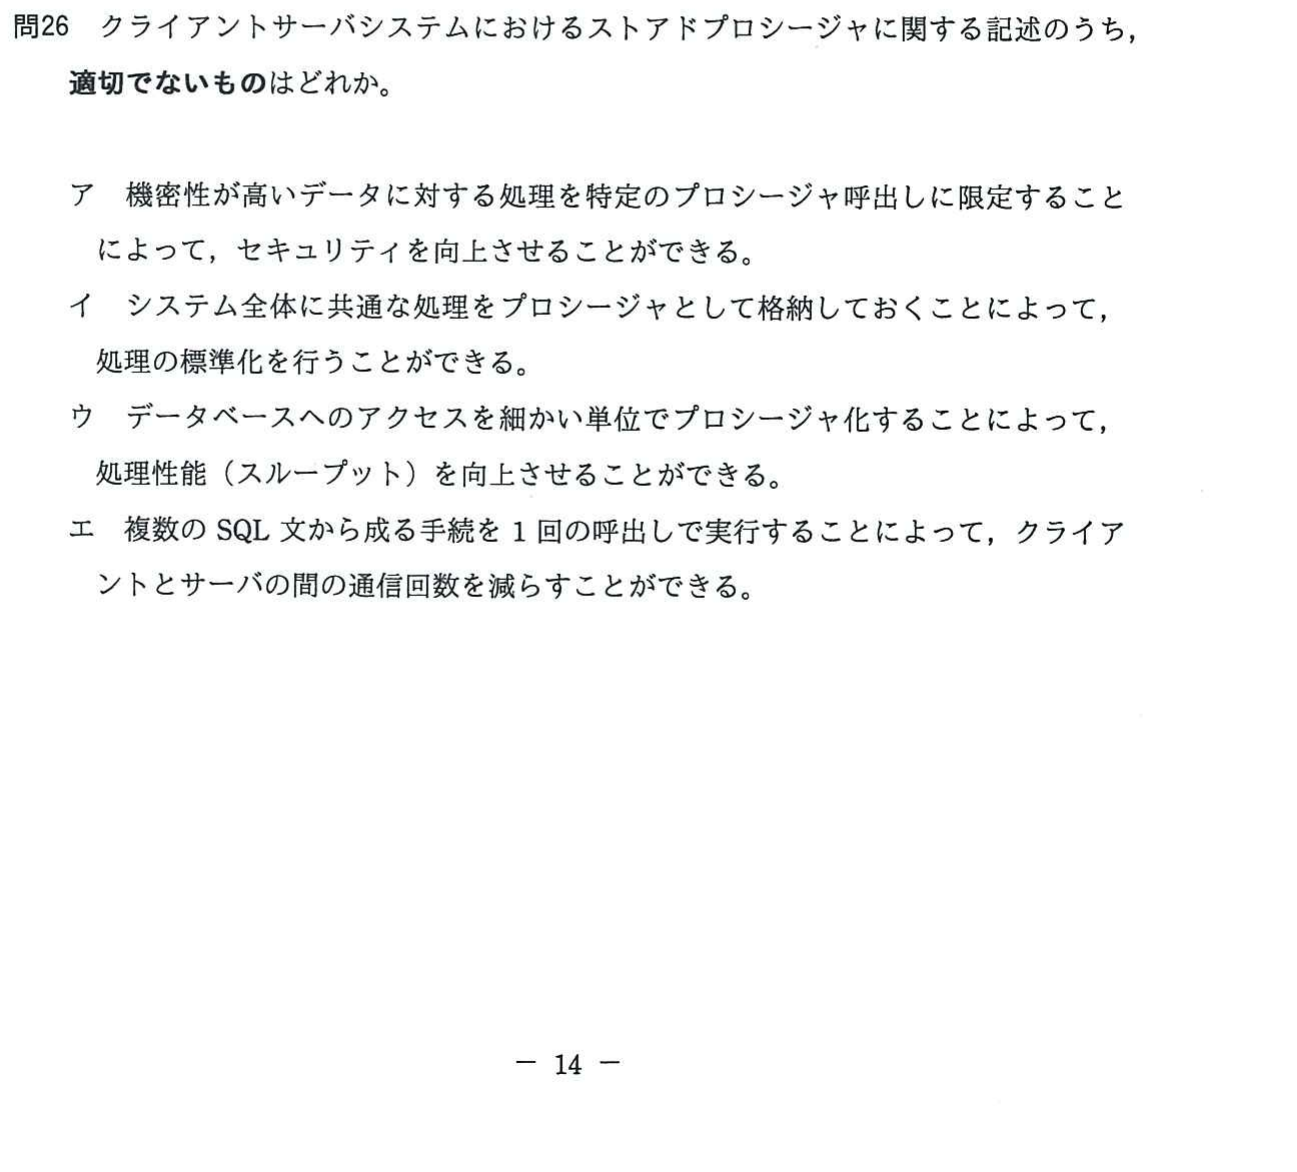 問26 クライアントサーバシステムにおけるストアドプロシージャに関する記述のうち，
適切でないものはどれか。
ア 機密性が高いデータに対する処理を特定のプロシージャ呼出しに限定すること
によって，セキュリティを向上させることができる。
イ システム全体に共通な処理をプロシージャとして格納しておくことによって，
処理の標準化を行うことができる。
ウ データベースへのアクセスを細かい単位でプロシージャ化することによって，
処理性能（スループット）を向上させることができる。
エ 複数の SQL 文から成る手続を 1 回の呼出しで実行することによって，クライア
ントとサーバの間の通信回数を減らすことができる。
－ 14 －